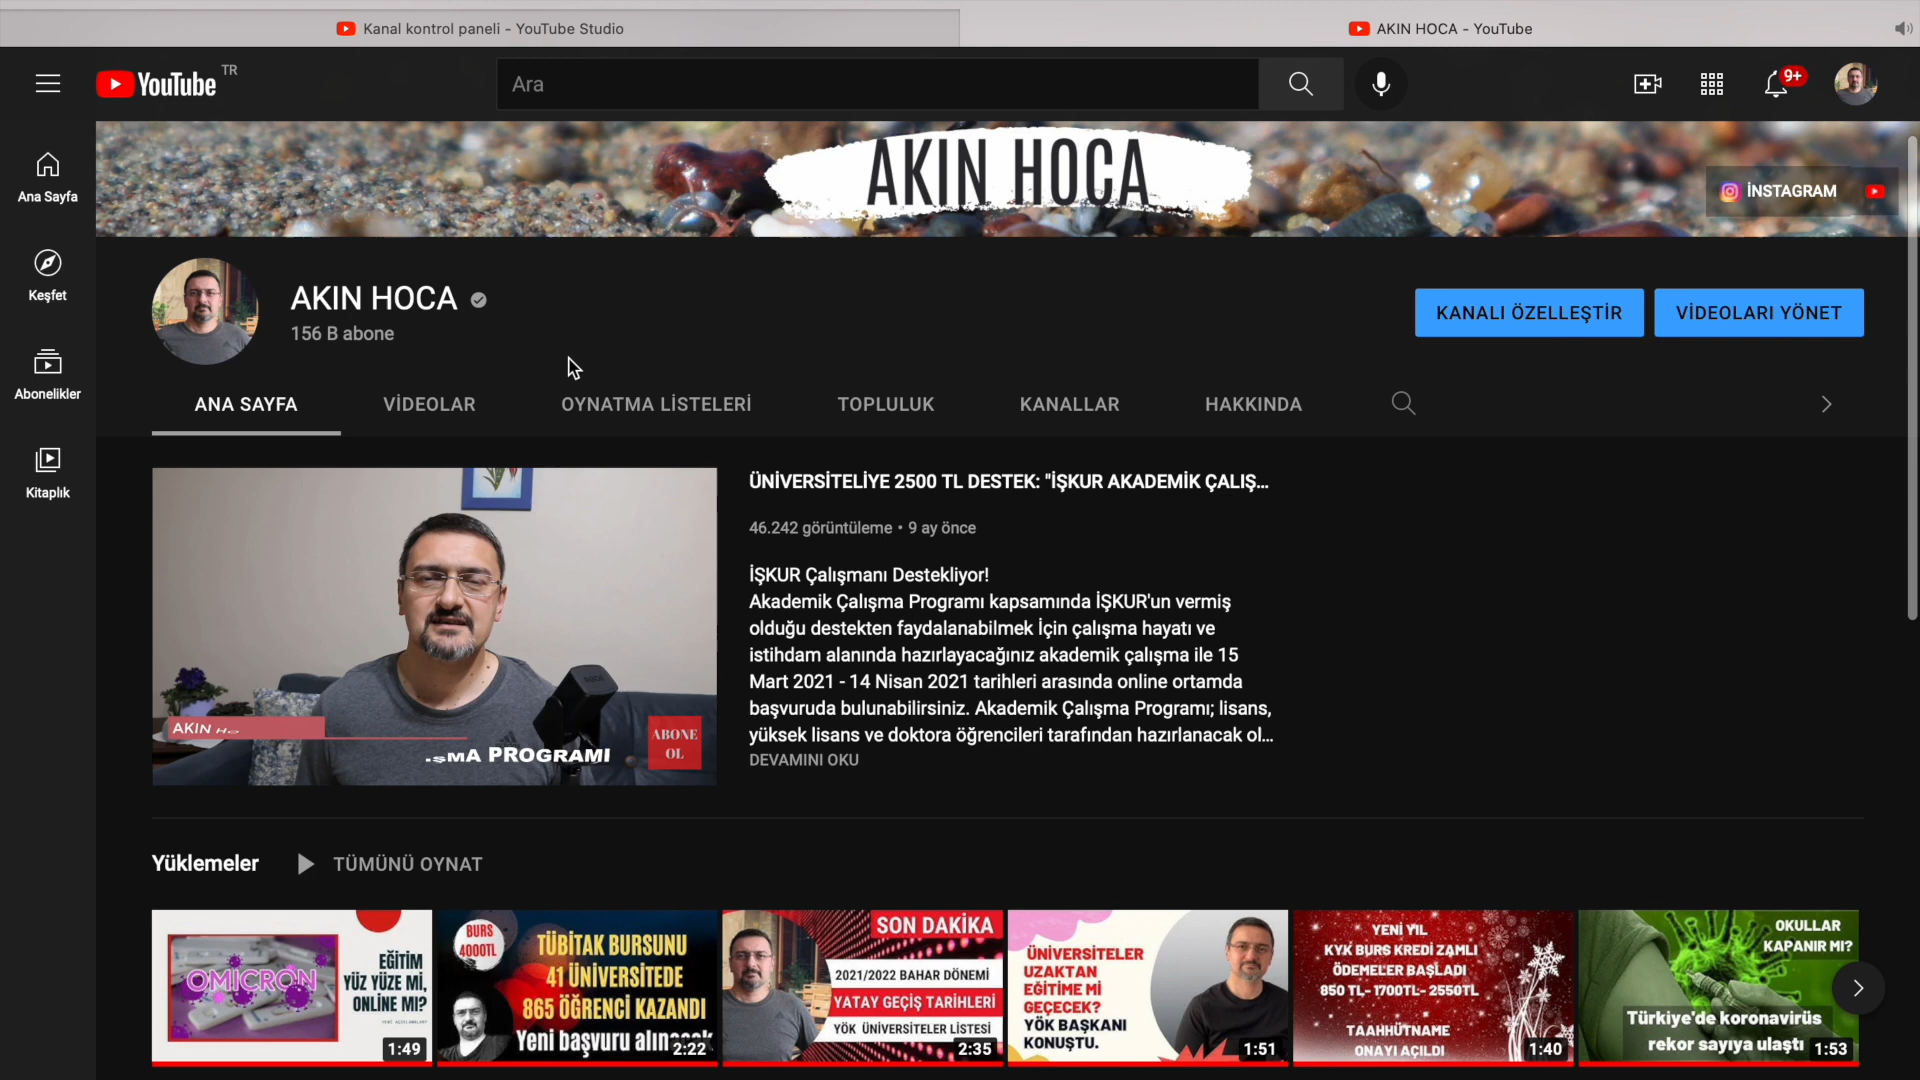 Kanal kontrol paneli - YouTube Studio
AKIN HOCA - YouTube
YouTube TR
Ara
9+
Ana Sayfa
Keşfet
Abonelikler
Kitaplık
AKIN HOCA
İNSTAGRAM
AKIN HOCA
156 B abone
KANALI ÖZELLEŞTİR
VİDEOLARI YÖNET
ANA SAYFA
VİDEOLAR
OYNATMA LİSTELERİ
TOPLULUK
KANALLAR
HAKKINDA
AKIN
PROGRAMI
ABONE
OL
ÜNİVERSİTELİYE 2500 TL DESTEK: "İŞKUR AKADEMİK ÇALIŞ...
46.242 görüntüleme • 9 ay önce
İŞKUR Çalışmanı Destekliyor!
Akademik Çalışma Programı kapsamında İŞKUR'un vermiş
olduğu destekten faydalanabilmek İçin çalışma hayatı ve
istihdam alanında hazırlayacağınız akademik çalışma ile 15
Mart 2021 - 14 Nisan 2021 tarihleri arasında online ortamda
başvuruda bulunabilirsiniz. Akademik Çalışma Programı; lisans,
yüksek lisans ve doktora öğrencileri tarafından hazırlanacak ol...
DEVAMINI OKU
Yüklemeler
TÜMÜNÜ OYNAT
OMICRON
EĞİTİM
YÜZ YÜZE Mİ,
ONLINE MI?
1:49
BURS
4000TL
TÜBİTAK BURSUNU
41 ÜNİVERSİTEDE
865 ÖĞRENCİ KAZANDI
Yeni başvuru alınacak
2:22
SON DAKİKA
2021/2022 BAHAR DÖNEMİ
YATAY GEÇİŞ TARİHLERİ
YÖK ÜNİVERSİTELER LİSTESİ
2:35
ÜNİVERSİTELER
UZAKTAN
EĞİTİME Mİ
GEÇECEK?
YÖK BAŞKANI
KONUŞTU.
1:51
YENİ YIL
KYK BURS KREDİ ZAMLI
ÖDEMELER BAŞLADI
850 TL- 1700TL- 2550TL
TAAHHÜTNAME
ONAYI AÇILDI
1:40
OKULLAR
KAPANIR MI?
Türkiye'de koronavirüs
rekor sayıya ulaştı
1:53